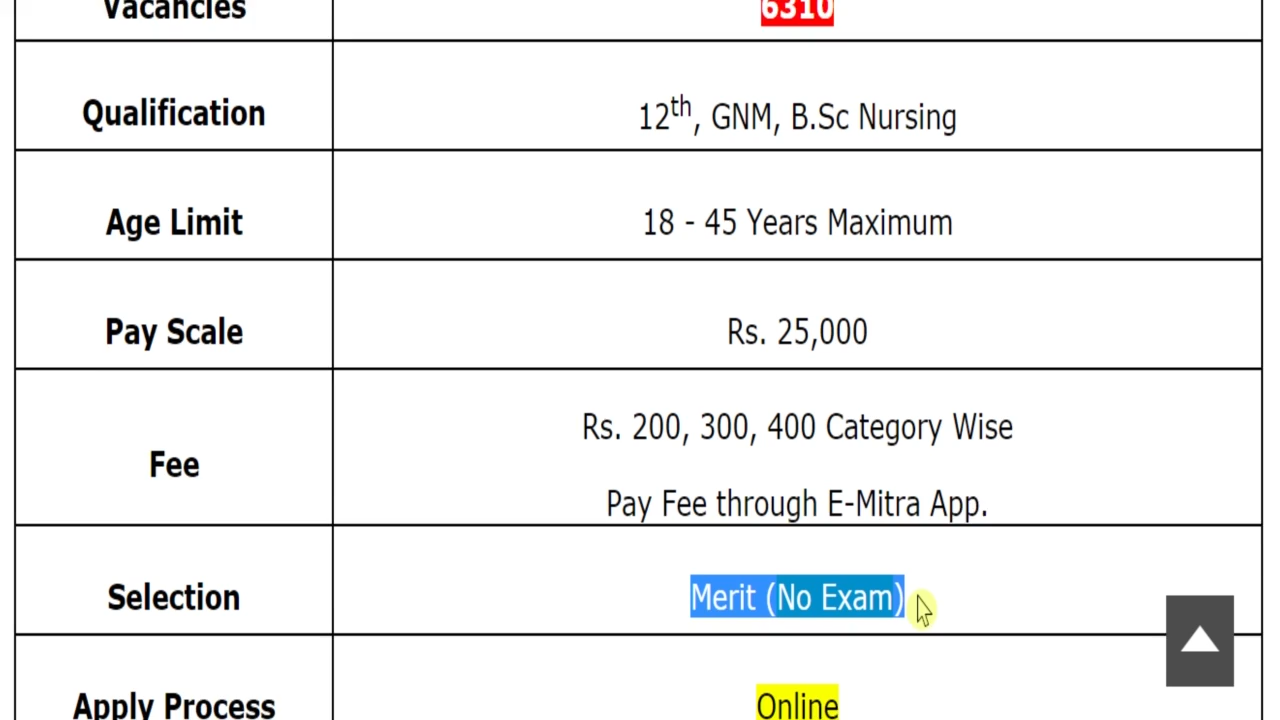 Vacancies 6310
Qualification 12th, GNM, B.Sc Nursing
Age Limit 18 - 45 Years Maximum
Pay Scale Rs. 25,000
Fee Rs. 200, 300, 400 Category Wise
Pay Fee through E-Mitra App.
Selection Merit (No Exam)
Apply Process Online